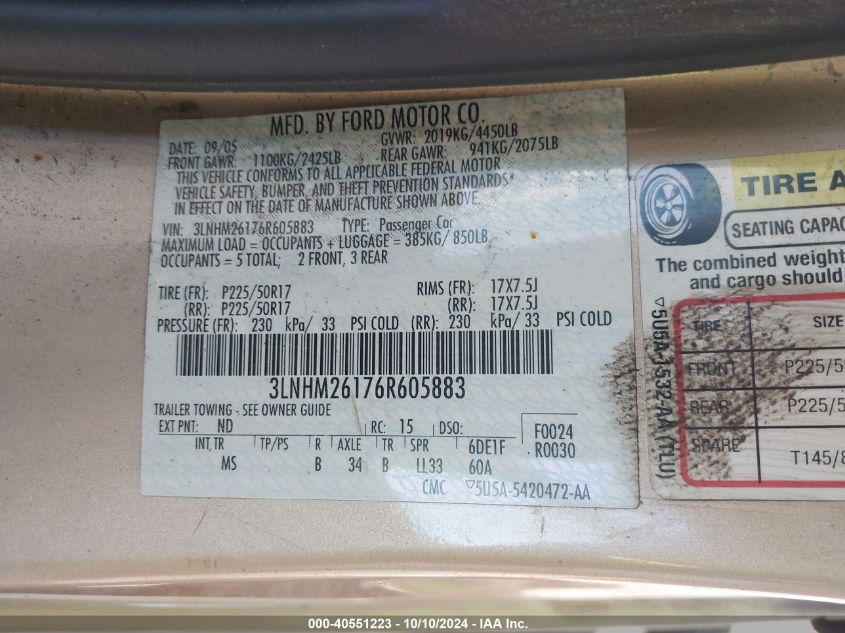 MFD. BY FORD MOTOR CO.
DATE: 09/05 GVWR: 2019KG/4450LB
FRONT GAWR: 1100KG/2425LB REAR GAWR: 941KG/2075LB
THIS VEHICLE CONFORMS TO ALL APPLICABLE FEDERAL MOTOR
VEHICLE SAFETY, BUMPER, AND THEFT PREVENTION STANDARDS
IN EFFECT ON THE DATE OF MANUFACTURE SHOWN ABOVE.
VIN: 3LNHM26176R605883 TYPE: Passenger Car
MAXIMUM LOAD = OCCUPANTS + LUGGAGE = 385KG/ 850LB
OCCUPANTS = 5 TOTAL; 2 FRONT, 3 REAR
TIRE (FR): P225/50R17 RIMS (FR): 17X7.5J
(RR): P225/50R17 (RR): 17X7.5J
PRESSURE (FR): 230 kPa/ 33 PSI COLD (RR): 230 kPa/ 33 PSI COLD
3LNHM26176R605883
TRAILER TOWING - SEE OWNER GUIDE
EXT PNT: ND RC: 15 DSO: F0024
INT TR TP/PS R AXLE TR SPR 6DE1F R0030
MS B 34 B LL33 60A
CMC ▽5U5A-5420472-AA
TIRE A
SEATING CAPAC
The combined weight
and cargo should
TIRE SIZE
FRONT P225/5
REAR P225/5
SPARE T145/8
▽5U5A-1532-AA (TLU)
000-40551223 - 10/10/2024 - IAA Inc.